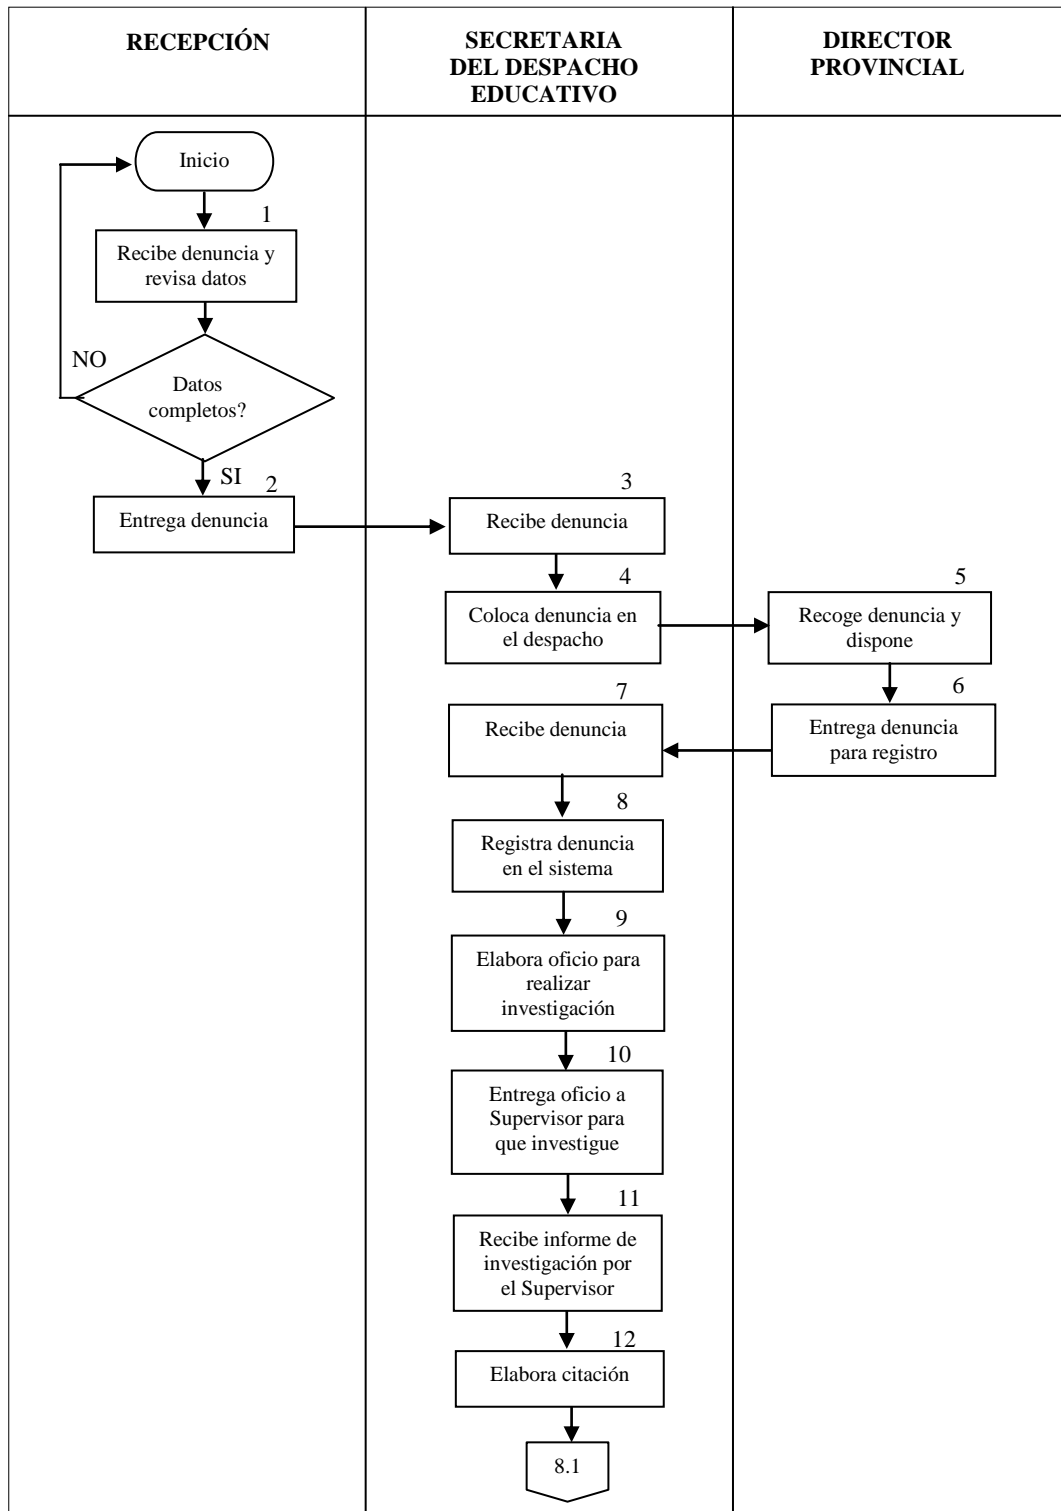 RECEPCIÓN
SECRETARIA
DEL DESPACHO
EDUCATIVO
DIRECTOR
PROVINCIAL
Inicio
1
Recibe denuncia y
revisa datos
NO
Datos
completos?
SI
2
Entrega denuncia
3
Recibe denuncia
4
Coloca denuncia en
el despacho
5
Recoge denuncia y
dispone
6
Entrega denuncia
para registro
7
Recibe denuncia
8
Registra denuncia
en el sistema
9
Elabora oficio para
realizar
investigación
10
Entrega oficio a
Supervisor para
que investigue
11
Recibe informe de
investigación por
el Supervisor
12
Elabora citación
8.1